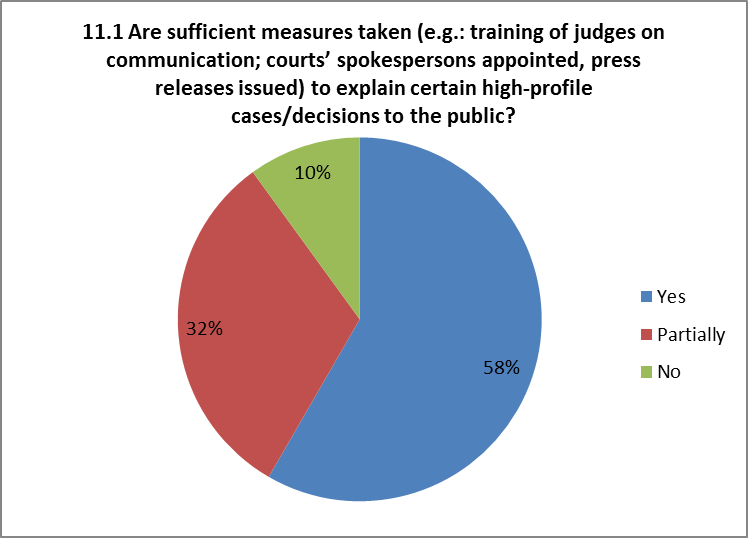 11.1 Are sufficient measures taken (e.g.: training of judges on
communication; courts’ spokespersons appointed, press
releases issued) to explain certain high-profile
cases/decisions to the public?
10%
32%
58%
Yes
Partially
No